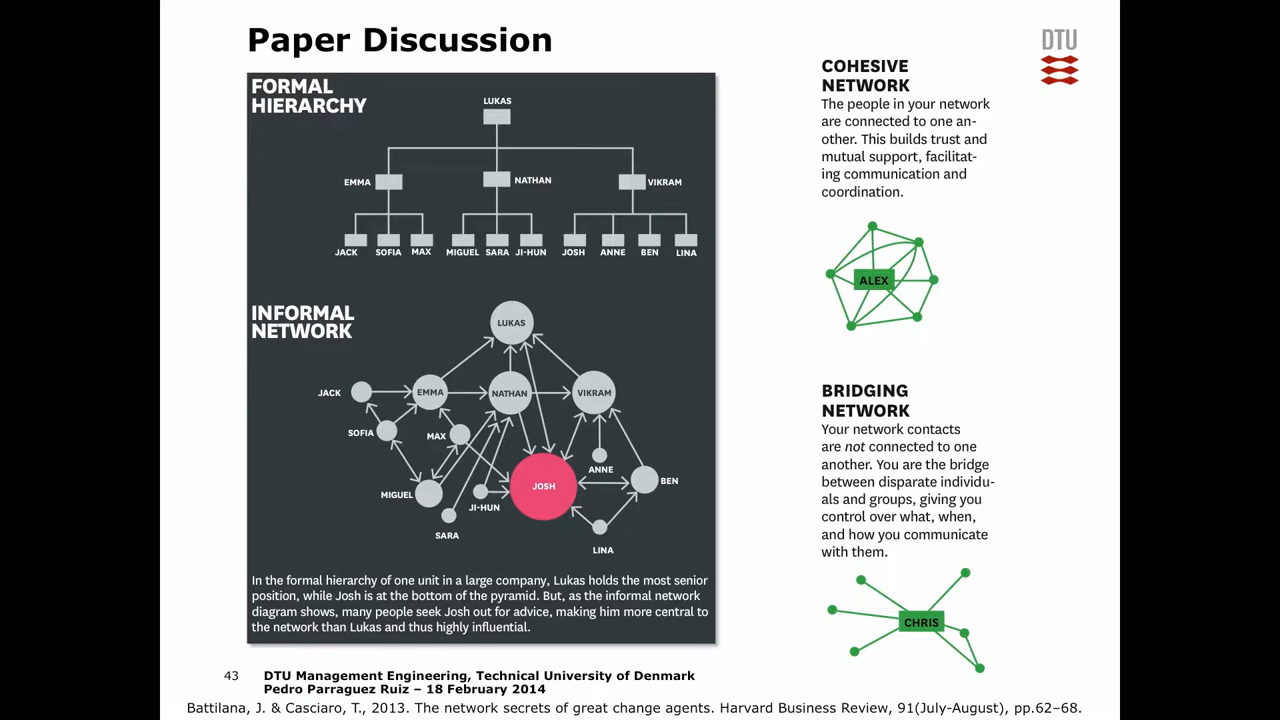 Paper Discussion
DTU
FORMAL
HIERARCHY
LUKAS
EMMA
NATHAN
VIKRAM
JACK
SOFIA
MAX
MIGUEL
SARA
JI-HUN
JOSH
ANNE
BEN
LINA
INFORMAL
NETWORK
LUKAS
JACK
EMMA
NATHAN
VIKRAM
SOFIA
MAX
ANNE
BEN
MIGUEL
JOSH
JI-HUN
SARA
LINA
In the formal hierarchy of one unit in a large company, Lukas holds the most senior
position, while Josh is at the bottom of the pyramid. But, as the informal network
diagram shows, many people seek Josh out for advice, making him more central to
the network than Lukas and thus highly influential.
COHESIVE
NETWORK
The people in your network
are connected to one an-
other. This builds trust and
mutual support, facilitat-
ing communication and
coordination.
ALEX
BRIDGING
NETWORK
Your network contacts
are not connected to one
another. You are the bridge
between disparate individu-
als and groups, giving you
control over what, when,
and how you communicate
with them.
CHRIS
43
DTU Management Engineering, Technical University of Denmark
Pedro Parraguez Ruiz – 18 February 2014
Battilana, J. & Casciaro, T., 2013. The network secrets of great change agents. Harvard Business Review, 91(July-August), pp.62–68.